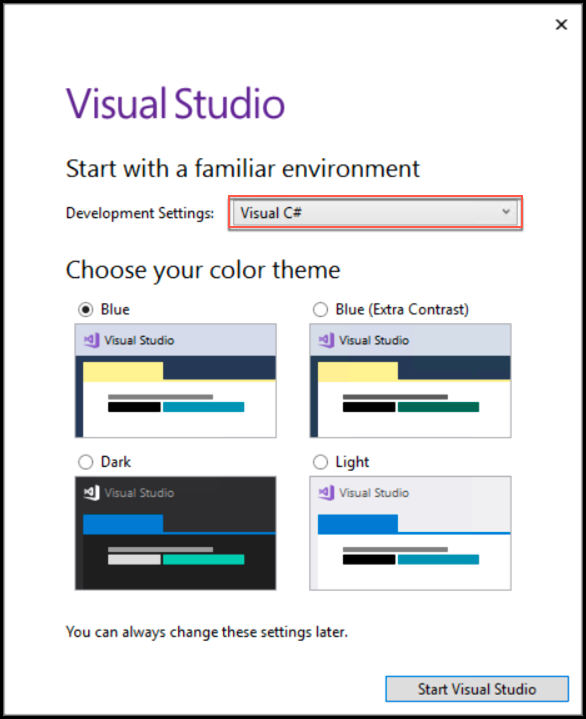 Visual Studio
Start with a familiar environment
Development Settings: Visual C#
Choose your color theme
Blue
Blue (Extra Contrast)
Visual Studio
Visual Studio
Dark
Light
Visual Studio
Visual Studio
You can always change these settings later.
Start Visual Studio